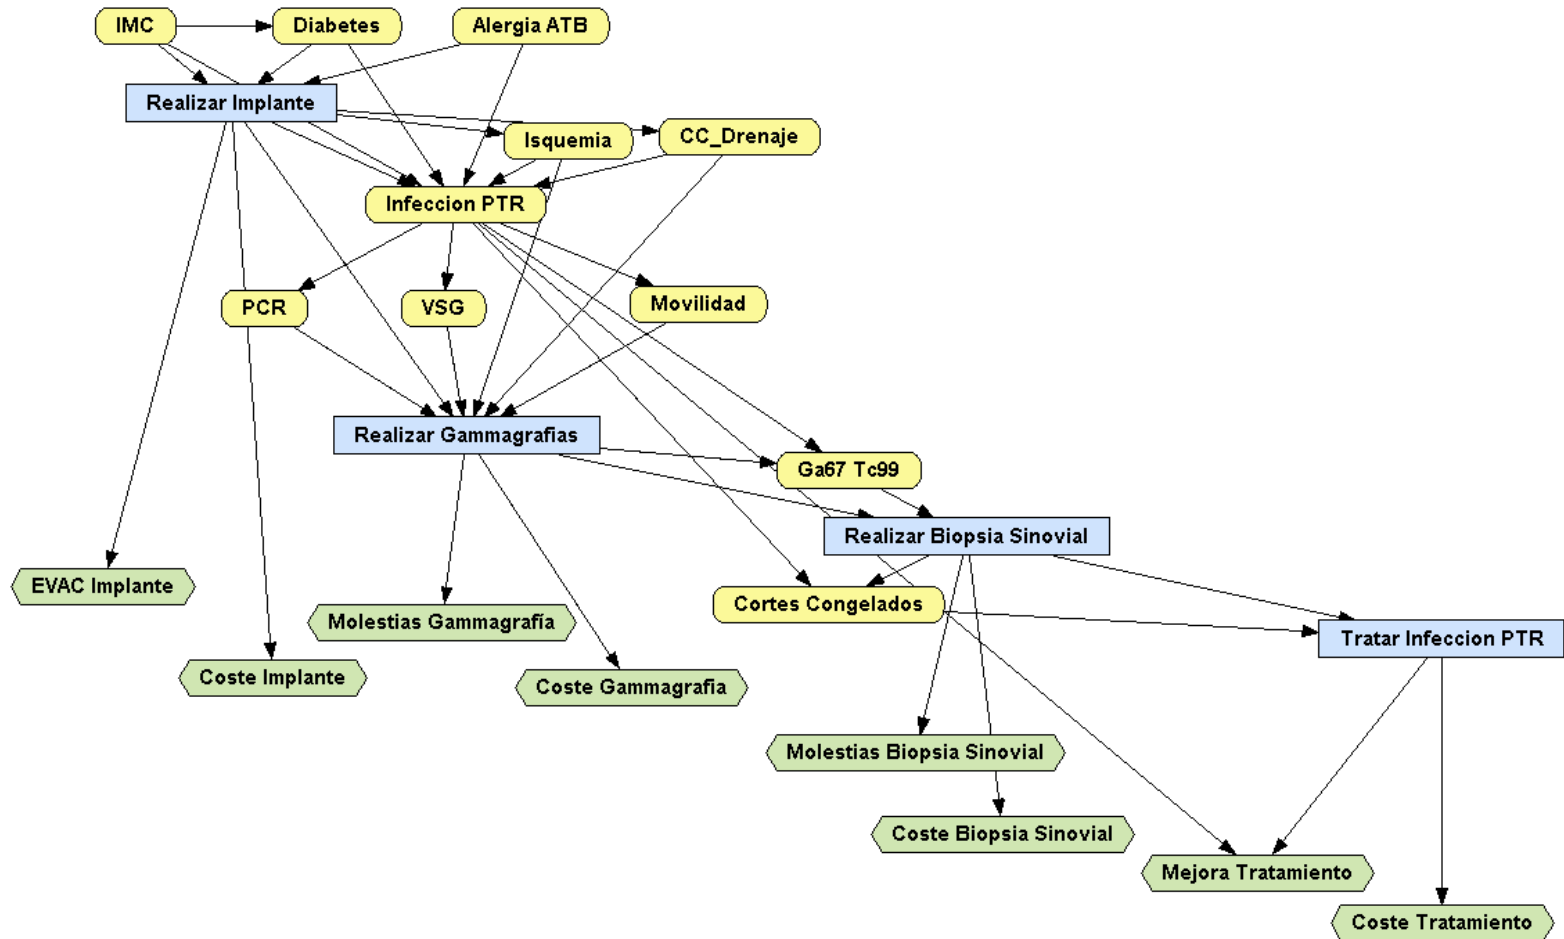 IMC
Diabetes
Alergia ATB
Realizar Implante
Isquemia
CC_Drenaje
Infeccion PTR
PCR
VSG
Movilidad
Realizar Gammagrafias
Ga67 Tc99
Realizar Biopsia Sinovial
EVAC Implante
Cortes Congelados
Molestias Gammagrafía
Tratar Infeccion PTR
Coste Implante
Coste Gammagrafia
Molestias Biopsia Sinovial
Coste Biopsia Sinovial
Mejora Tratamiento
Coste Tratamiento